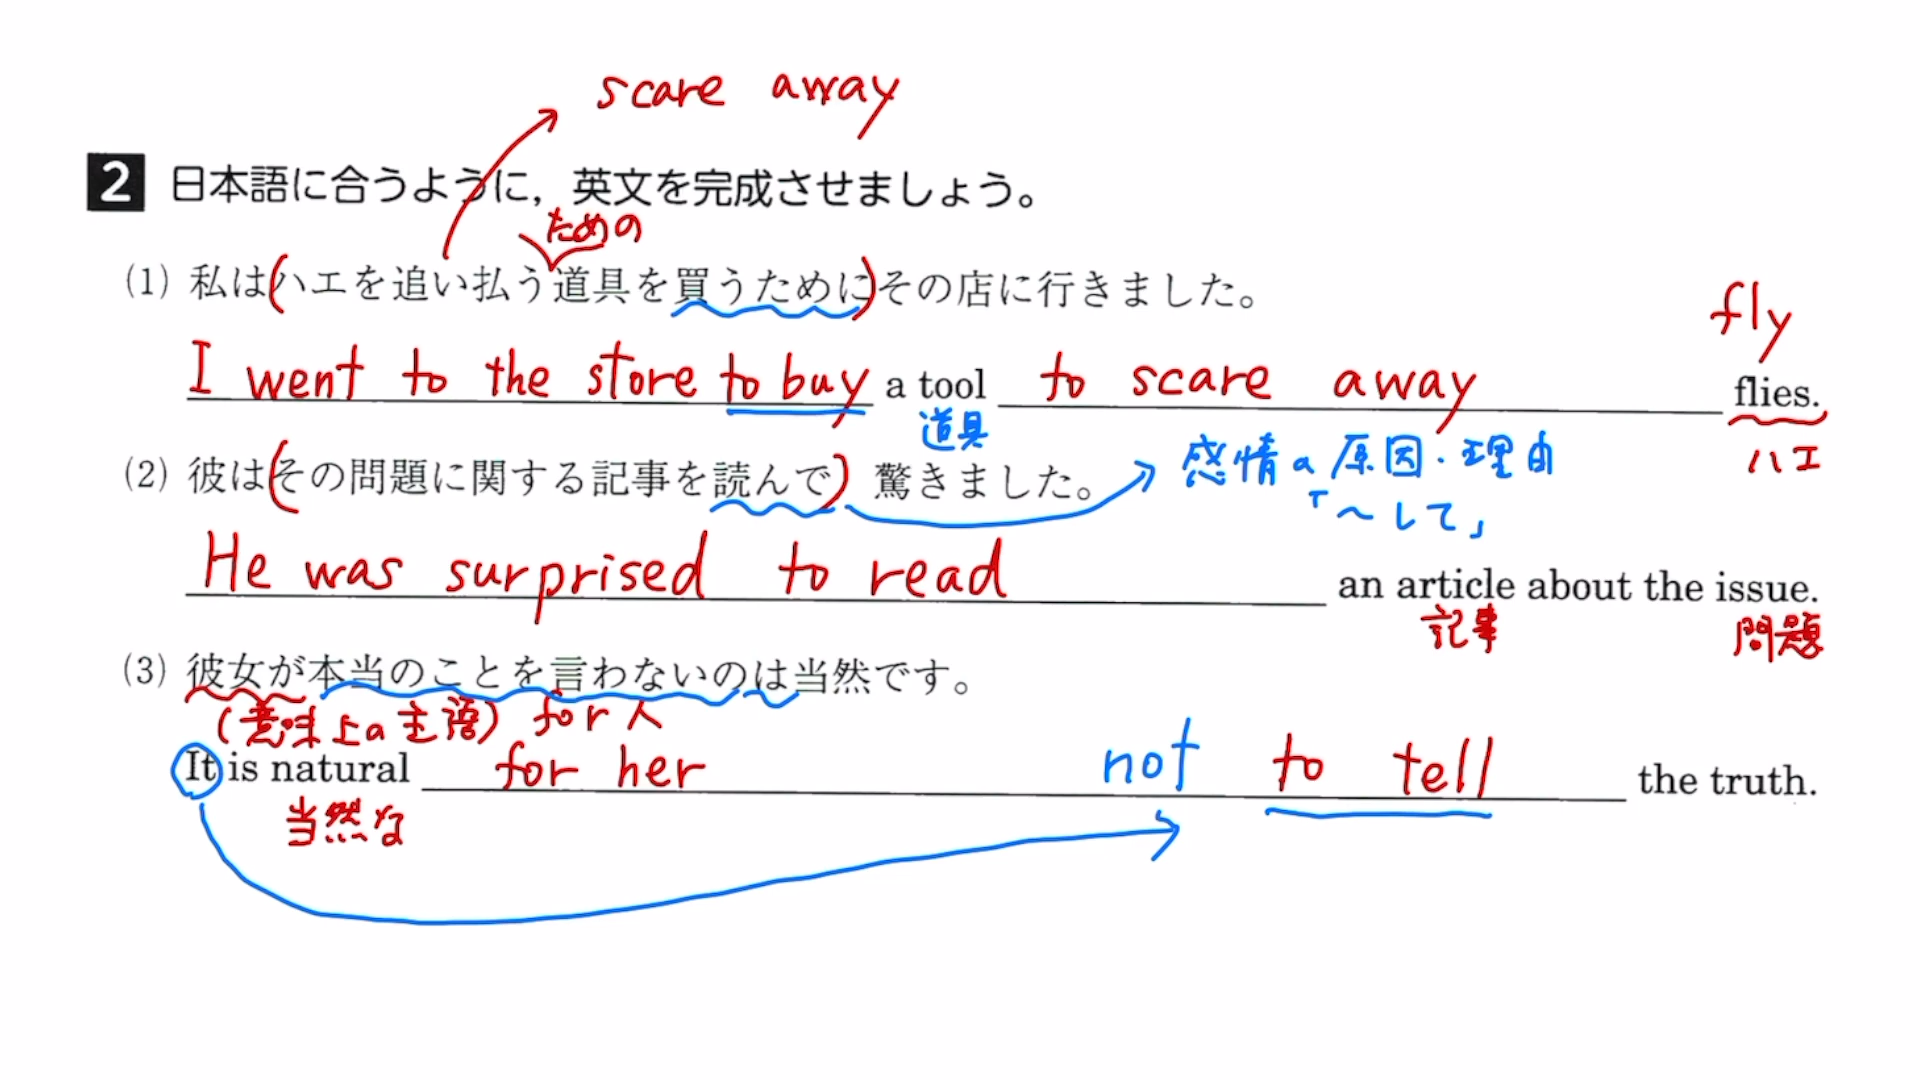 scare away
2 日本語に合うように，英文を完成させましょう。
ための
(1) 私は(ハエを追い払う道具を買うために)その店に行きました。
fly
I went to the store to buy a tool to scare away flies.
道具
ハエ
(2) 彼は(その問題に関する記事を読んで) 驚きました。
感情の原因・理由
「～して」
He was surprised to read an article about the issue.
記事 問題
(3) 彼女が本当のことを言わないのは当然です。
(意味上の主語) for 人
It is natural for her not to tell the truth.
当然な